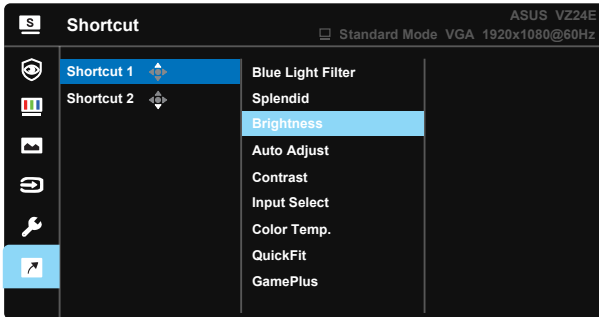 S
Shortcut
ASUS VZ24E
Standard Mode VGA 1920x1080@60Hz
Shortcut 1
Shortcut 2
Blue Light Filter
Splendid
Brightness
Auto Adjust
Contrast
Input Select
Color Temp.
QuickFit
GamePlus